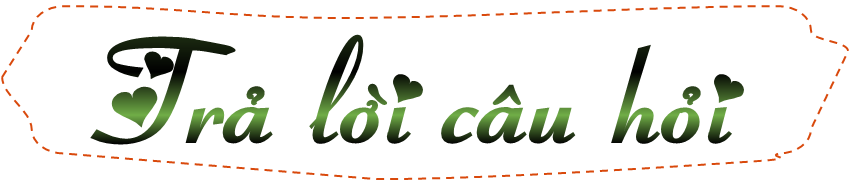 Trả lời câu hỏi